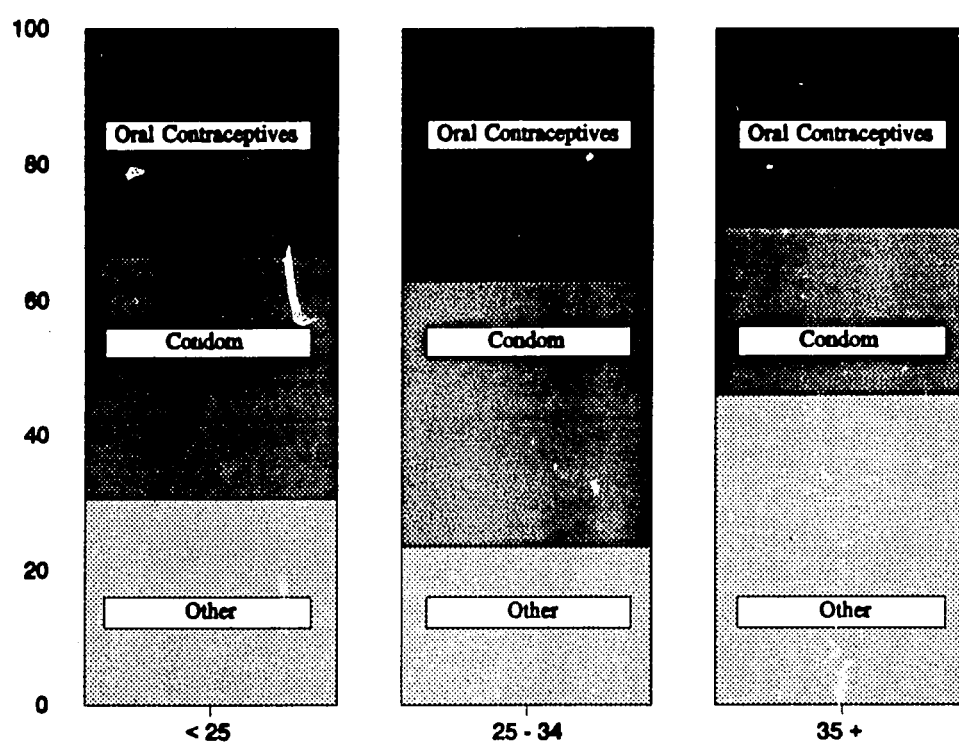 100
80
60
40
20
0
Oral Contraceptives
Condom
Other
Oral Contraceptives
Condom
Other
Oral Contraceptives
Condom
Other
< 25
25 - 34
35 +